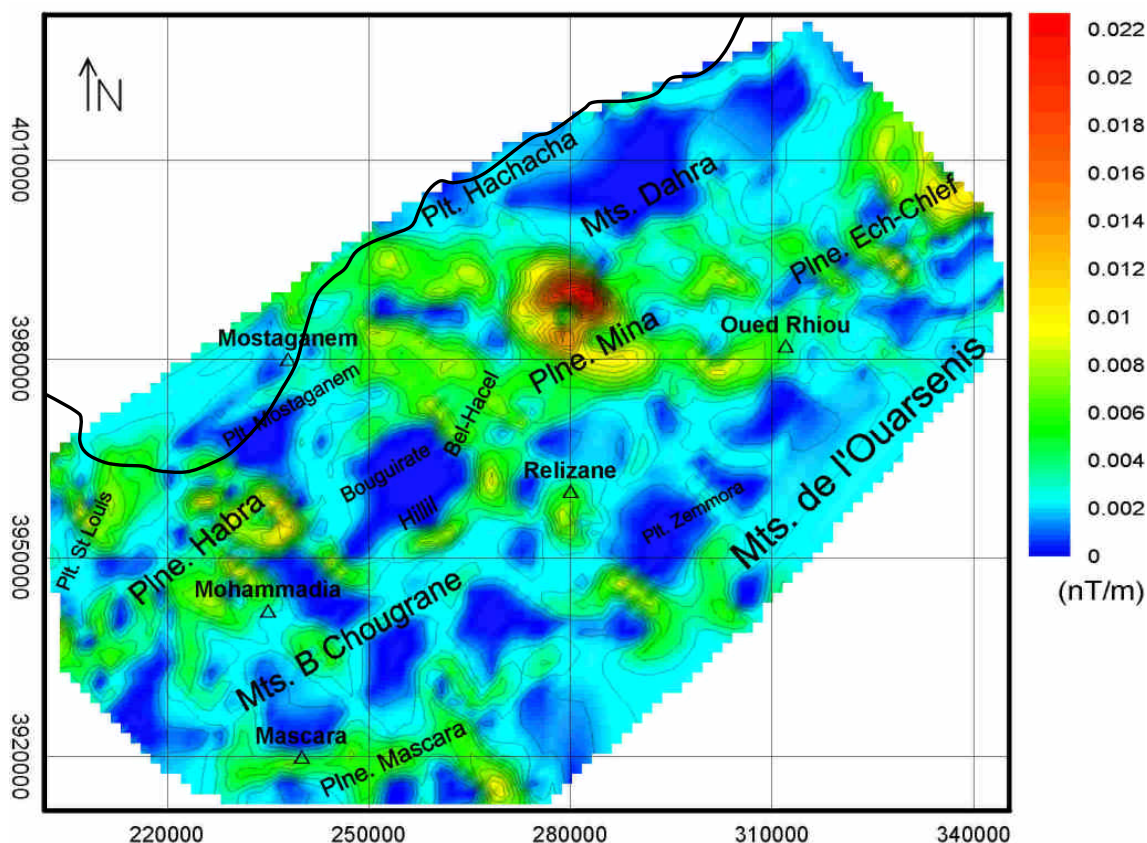 N
Plt. Hachacha
Mts. Dahra
Plne. Ech-Chlef
Mostaganem
Oued Rhiou
Plne. Mina
Plt. Mostaganem
Bel-Hacel
Bouguirate
Relizane
Hillil
Plt. Zemmora
Mts. de l'Ouarsenis
Plt. St Louis
Plne. Habra
Mohammadia
Mts. B Chougrane
Mascara
Plne. Mascara
4010000
3980000
3950000
3920000
220000
250000
280000
310000
340000
0.022
0.02
0.018
0.016
0.014
0.012
0.01
0.008
0.006
0.004
0.002
0
(nT/m)